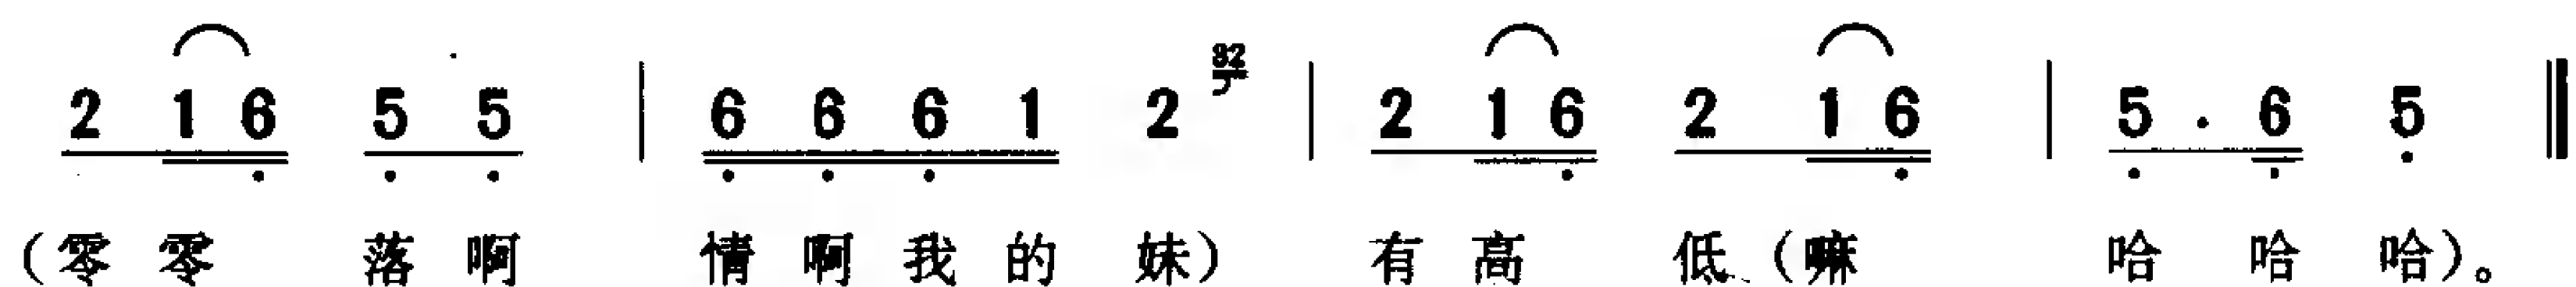 2 1 6 5 5 | 6 6 6 1 2 32 | 2 1 6 2 1 6 | 5 · 6 5 ‖
（零零 落啊 情啊我的 妹）有高 低（嘛 哈 哈 哈）。